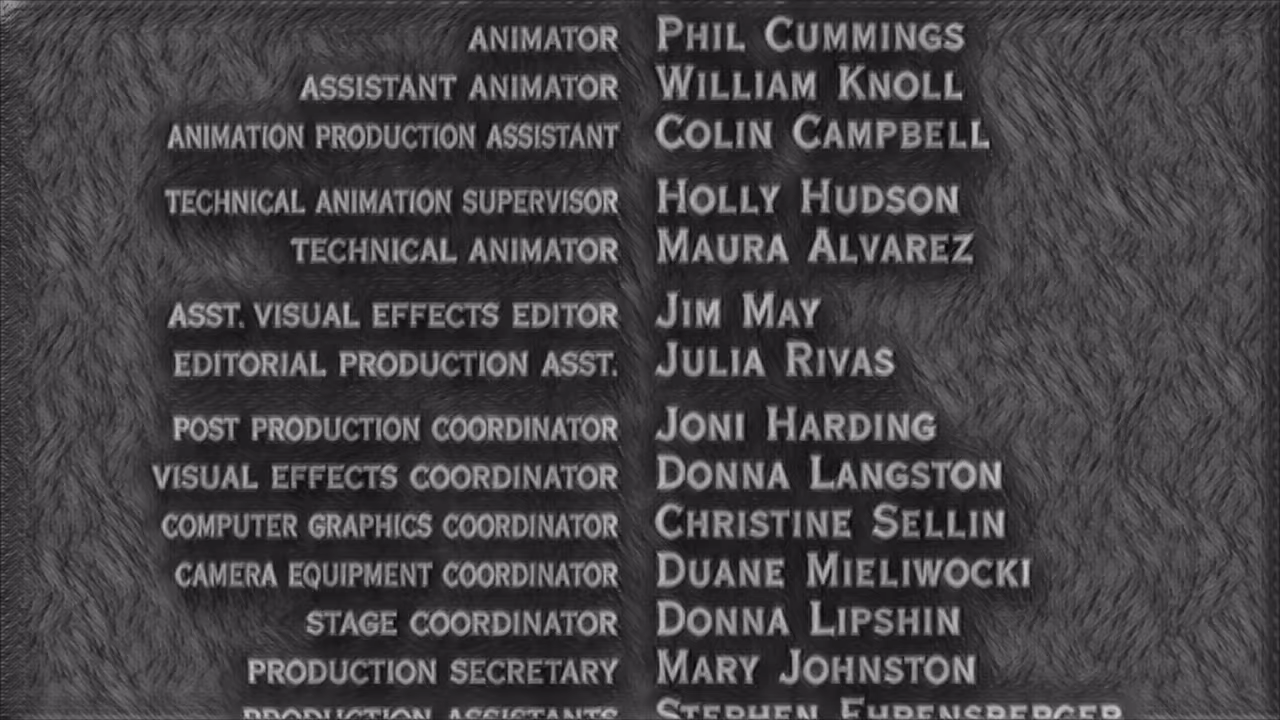 ANIMATOR PHIL CUMMINGS
ASSISTANT ANIMATOR WILLIAM KNOLL
ANIMATION PRODUCTION ASSISTANT COLIN CAMPBELL
TECHNICAL ANIMATION SUPERVISOR HOLLY HUDSON
TECHNICAL ANIMATOR MAURA ALVAREZ
ASST. VISUAL EFFECTS EDITOR JIM MAY
EDITORIAL PRODUCTION ASST. JULIA RIVAS
POST PRODUCTION COORDINATOR JONI HARDING
VISUAL EFFECTS COORDINATOR DONNA LANGSTON
COMPUTER GRAPHICS COORDINATOR CHRISTINE SELLIN
CAMERA EQUIPMENT COORDINATOR DUANE MIELIWOCKI
STAGE COORDINATOR DONNA LIPSHIN
PRODUCTION SECRETARY MARY JOHNSTON
PRODUCTION ASSISTANTS STEPHEN EHRENSBERGER